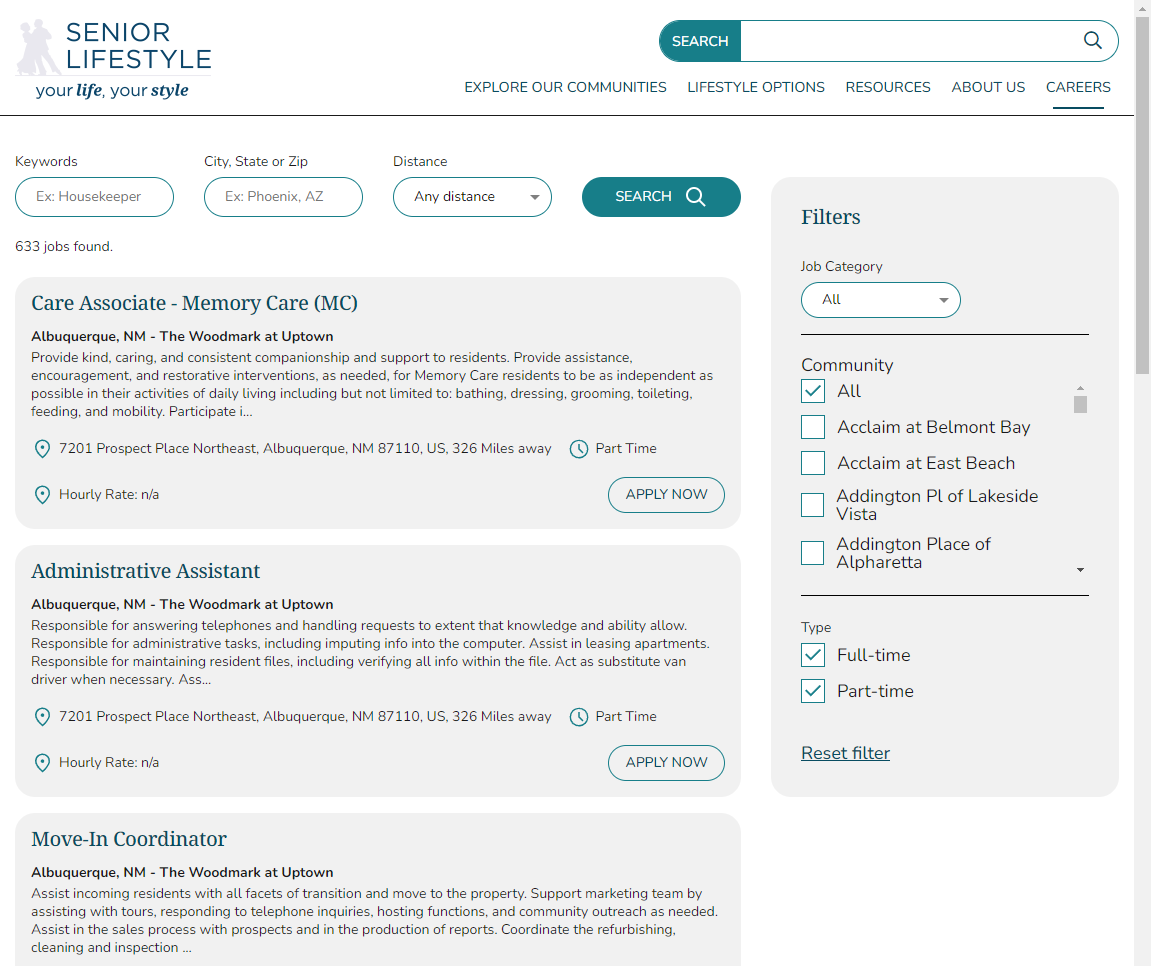 SENIOR
LIFESTYLE
your life, your style
SEARCH
EXPLORE OUR COMMUNITIES LIFESTYLE OPTIONS RESOURCES ABOUT US CAREERS
Keywords City, State or Zip Distance
Ex: Housekeeper Ex: Phoenix, AZ Any distance SEARCH
633 jobs found.
Care Associate - Memory Care (MC)
Albuquerque, NM - The Woodmark at Uptown
Provide kind, caring, and consistent companionship and support to residents. Provide assistance,
encouragement, and restorative interventions, as needed, for Memory Care residents to be as independent as
possible in their activities of daily living including but not limited to: bathing, dressing, grooming, toileting,
feeding, and mobility. Participate i...
7201 Prospect Place Northeast, Albuquerque, NM 87110, US, 326 Miles away Part Time
Hourly Rate: n/a APPLY NOW
Administrative Assistant
Albuquerque, NM - The Woodmark at Uptown
Responsible for answering telephones and handling requests to extent that knowledge and ability allow.
Responsible for administrative tasks, including imputing info into the computer. Assist in leasing apartments.
Responsible for maintaining resident files, including verifying all info within the file. Act as substitute van
driver when necessary. Ass...
7201 Prospect Place Northeast, Albuquerque, NM 87110, US, 326 Miles away Part Time
Hourly Rate: n/a APPLY NOW
Move-In Coordinator
Albuquerque, NM - The Woodmark at Uptown
Assist incoming residents with all facets of transition and move to the property. Support marketing team by
assisting with tours, responding to telephone inquiries, hosting functions, and community outreach as needed.
Assist in the sales process with prospects and in the production of reports. Coordinate the refurbishing,
cleaning and inspection ...
Filters
Job Category
All
Community
All
Acclaim at Belmont Bay
Acclaim at East Beach
Addington Pl of Lakeside
Vista
Addington Place of
Alpharetta
Type
Full-time
Part-time
Reset filter